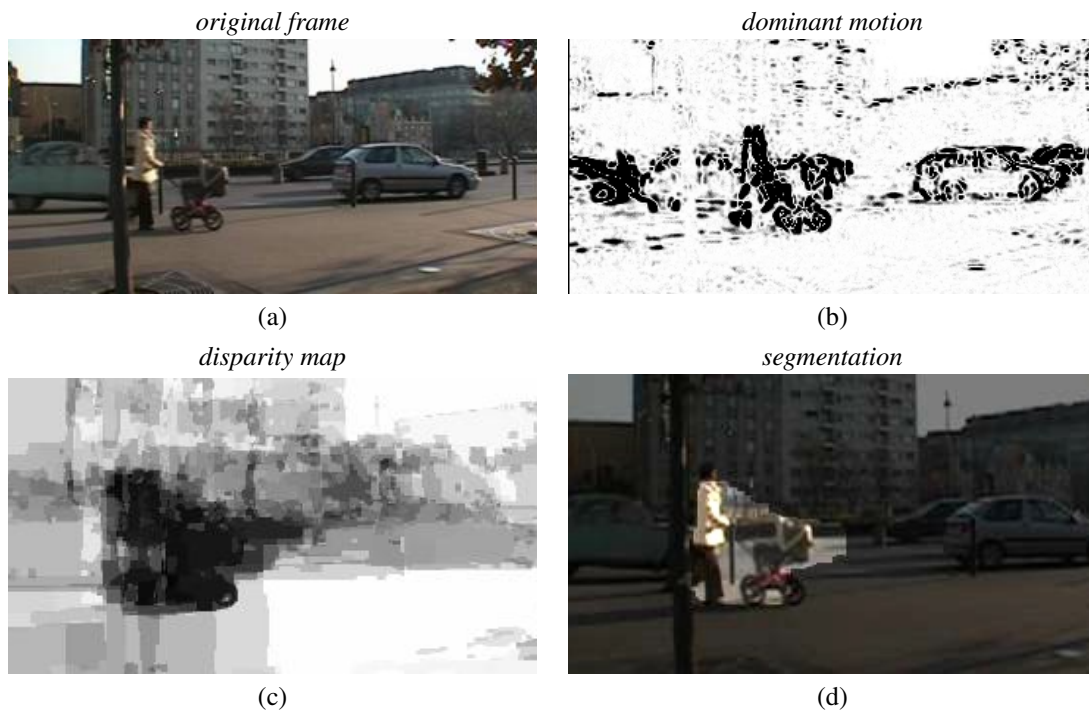 original frame
dominant motion
(a)
(b)
disparity map
segmentation
(c)
(d)